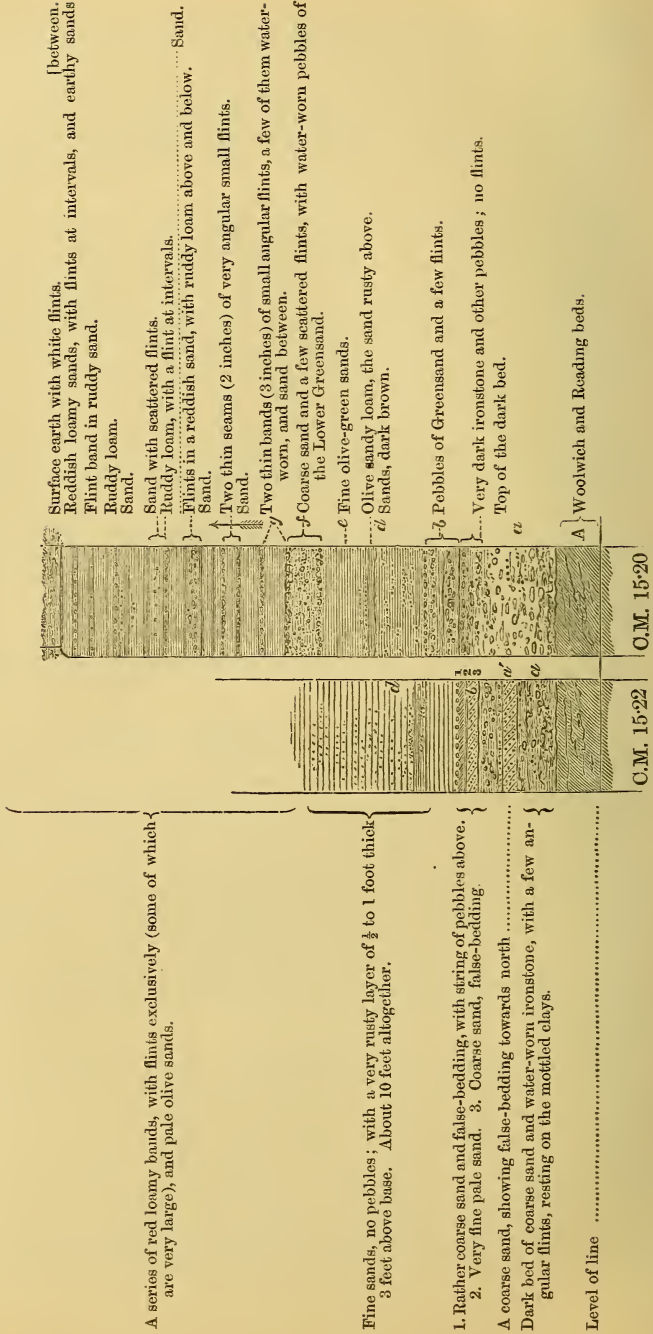 Surface earth with white flints. [between.
Reddish loamy sands, with flints at intervals, and earthy sands
Flint band in ruddy sand.
Ruddy loam.
Sand.
Sand with scattered flints.
Ruddy loam, with a flint at intervals.
Flints in a reddish sand, with ruddy loam above and below. Sand.
Sand.
Two thin seams (2 inches) of very angular small flints.
Sand.
Two thin bands (3 inches) of small angular flints, a few of them water-
worn, and sand between.
g
f Coarse sand and a few scattered flints, with water-worn pebbles of
the Lower Greensand.
e Fine olive-green sands.
Olive sandy loam, the sand rusty above.
d Sands, dark brown.
b Pebbles of Greensand and a few flints.
Very dark ironstone and other pebbles; no flints.
Top of the dark bed.
a
A } Woolwich and Reading beds.
C.M. 15·20
1
2
3
d
b
a'
a
C.M. 15·22
A series of red loamy bands, with flints exclusively (some of which
are very large), and pale olive sands.
Fine sands, no pebbles; with a very rusty layer of ½ to 1 foot thick
3 feet above base. About 10 feet altogether.
1. Rather coarse sand and false-bedding, with string of pebbles above.
2. Very fine pale sand. 3. Coarse sand, false-bedding.
A coarse sand, showing false-bedding towards north
Dark bed of coarse sand and water-worn ironstone, with a few an-
gular flints, resting on the mottled clays.
Level of line